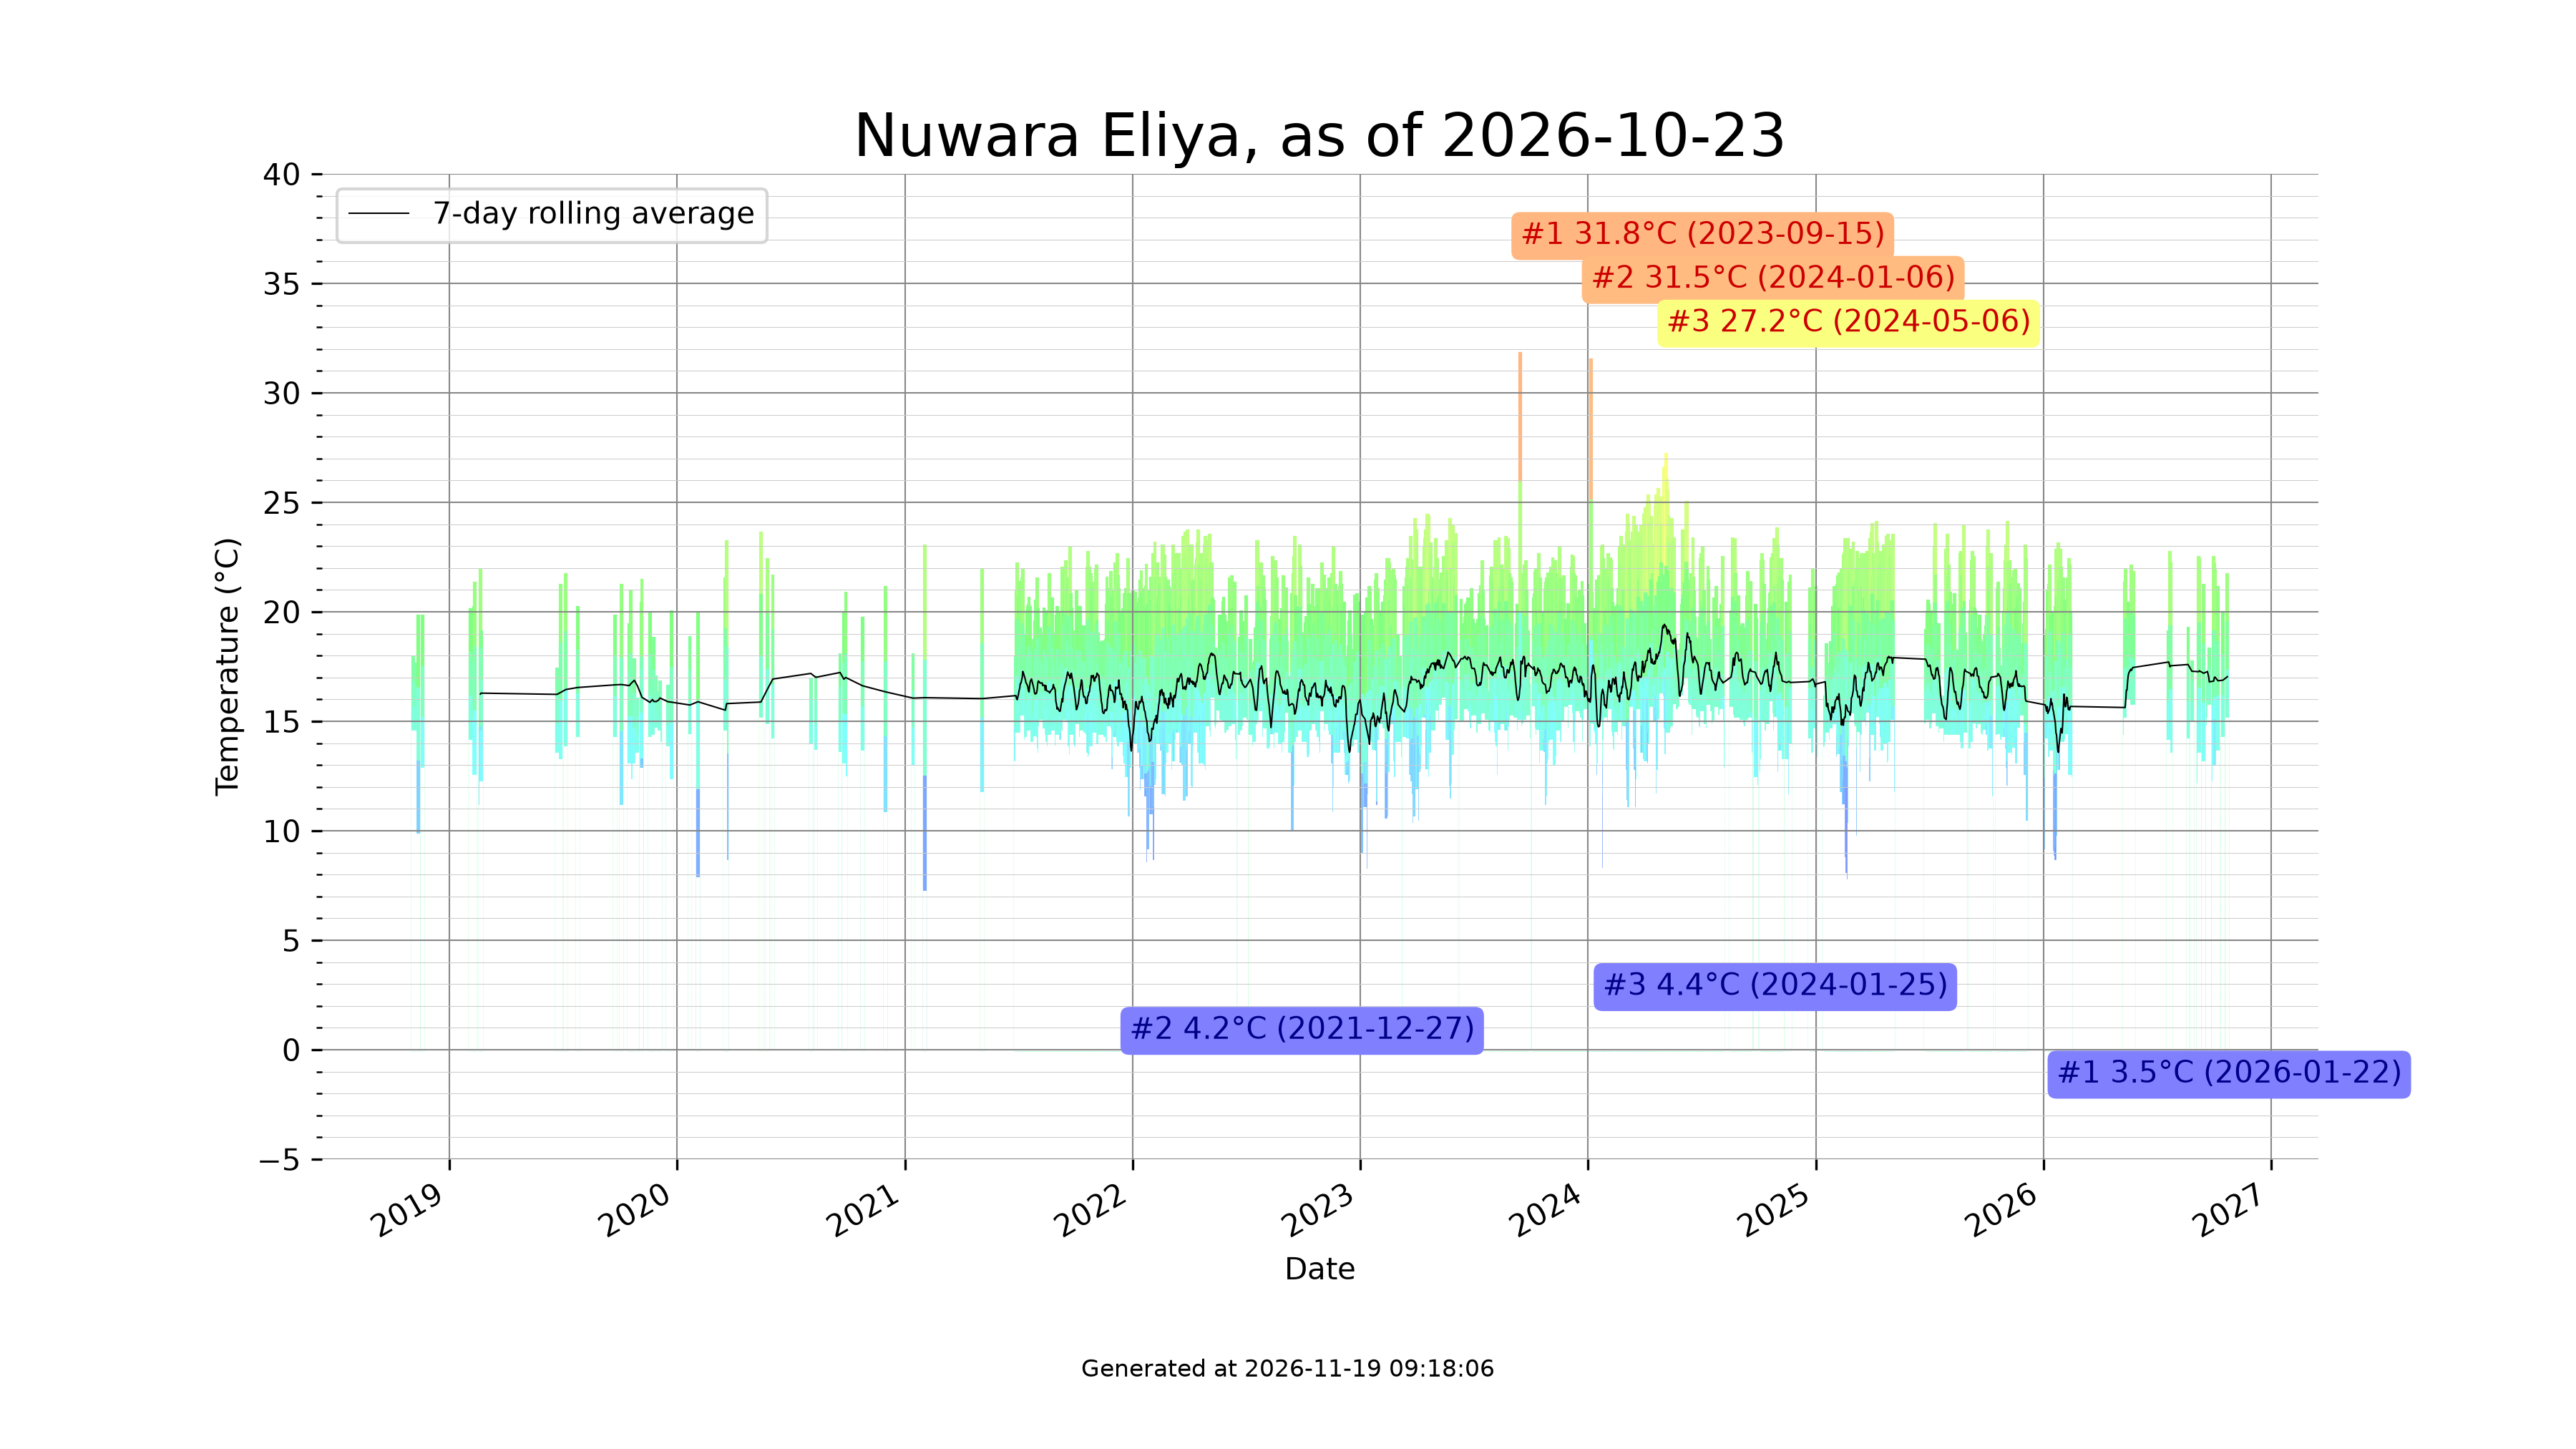 Nuwara Eliya, as of 2026-10-23
7-day rolling average
#1 31.8°C (2023-09-15)
#2 31.5°C (2024-01-06)
#3 27.2°C (2024-05-06)
#3 4.4°C (2024-01-25)
#2 4.2°C (2021-12-27)
#1 3.5°C (2026-01-22)
Temperature (°C)
40
35
30
25
20
15
10
5
0
−5
2019
2020
2021
2022
2023
2024
2025
2026
2027
Date
Generated at 2026-11-19 09:18:06